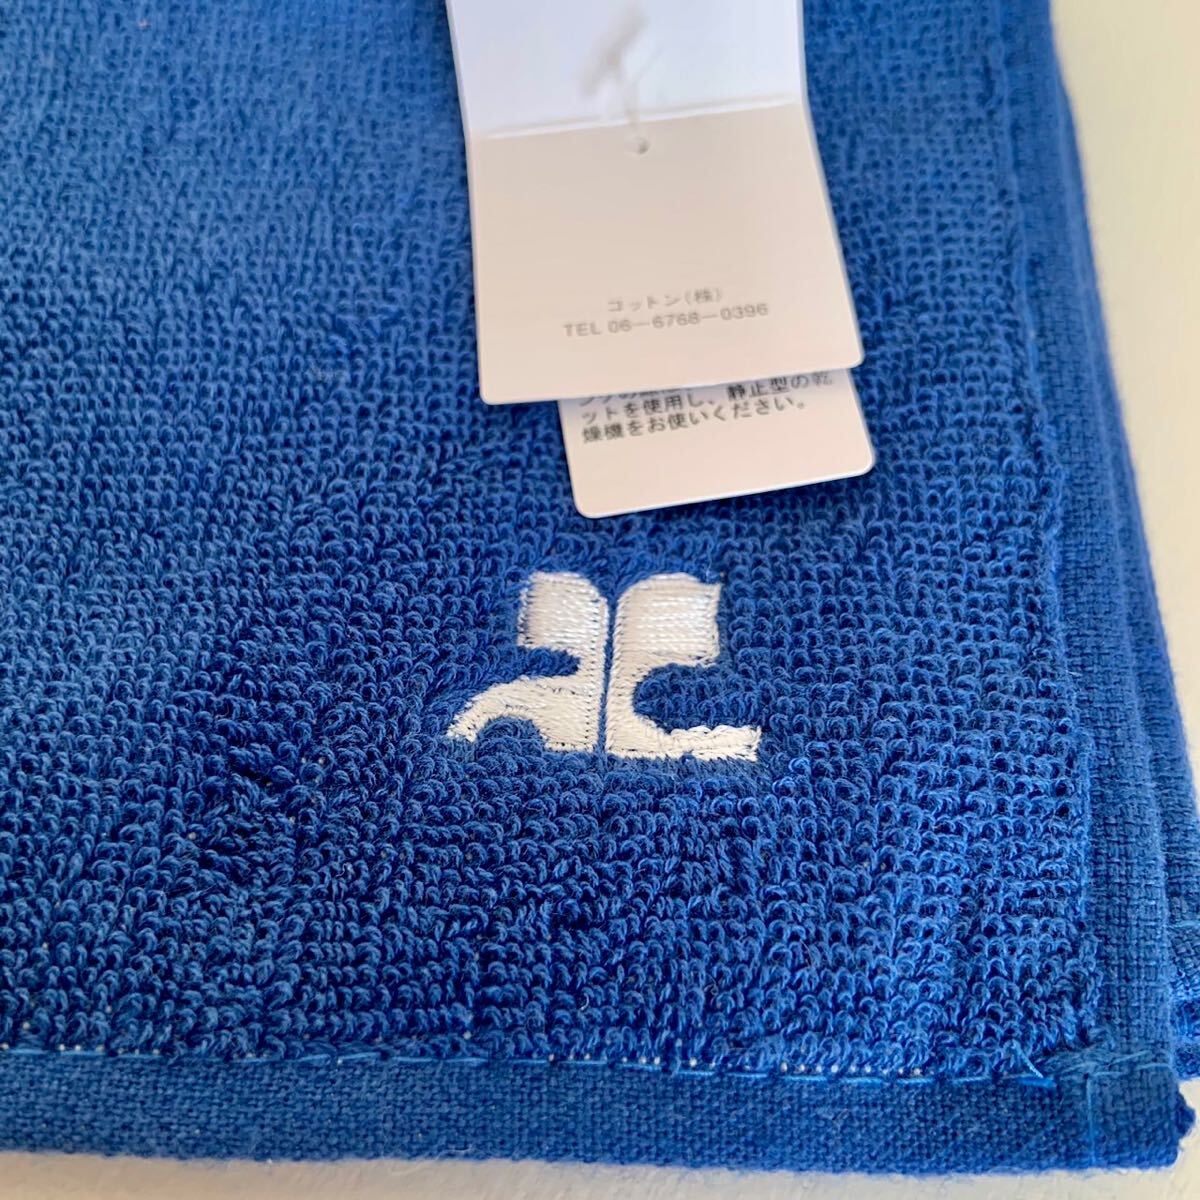 コットン(株)
TEL 06-6768-0396
ットを使用し、静止型の乾
燥機をお使いください。